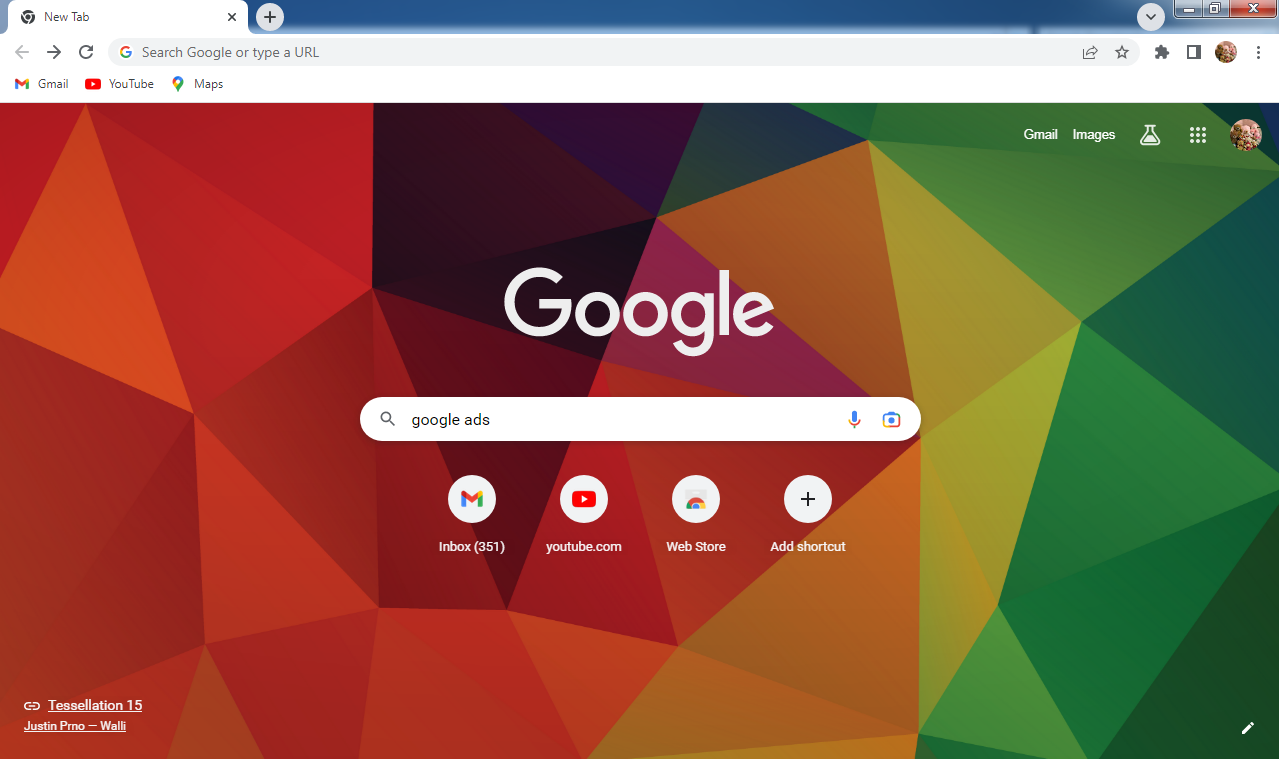 New Tab
Search Google or type a URL
Gmail YouTube Maps
Gmail Images
Google
google ads
Inbox (351) youtube.com Web Store Add shortcut
Tessellation 15
Justin Prno — Walli